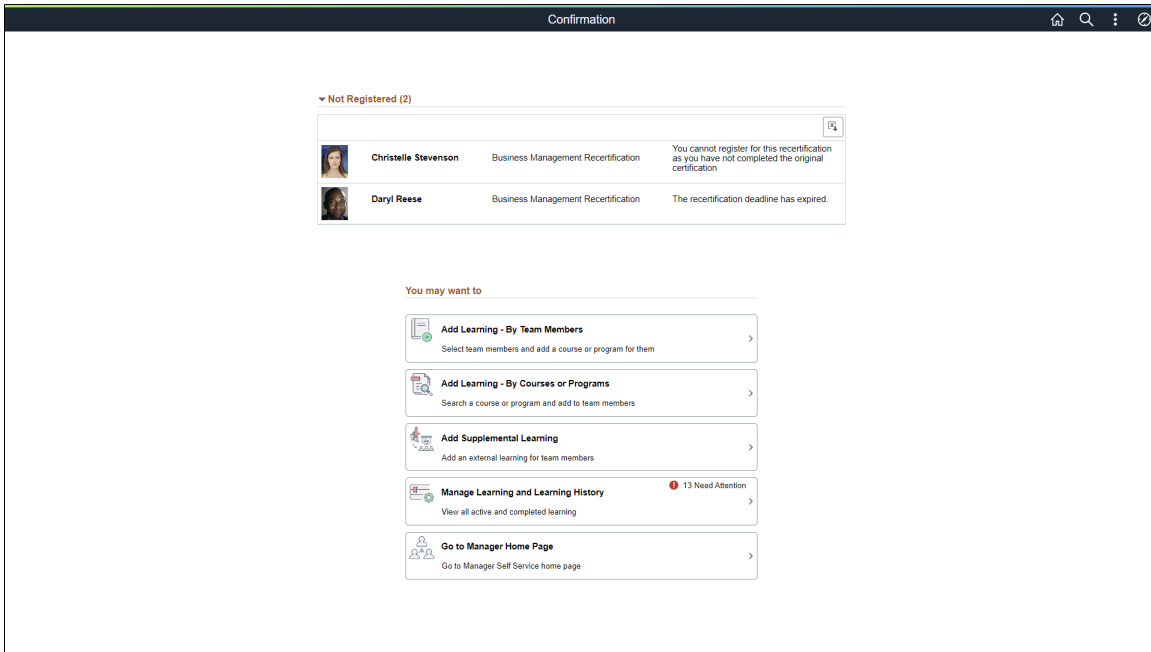 Confirmation
Not Registered (2)
Christelle Stevenson Business Management Recertification You cannot register for this recertification
as you have not completed the original
certification
Daryl Reese Business Management Recertification The recertification deadline has expired.
You may want to
Add Learning - By Team Members
Select team members and add a course or program for them
Add Learning - By Courses or Programs
Search a course or program and add to team members
Add Supplemental Learning
Add an external learning for team members
Manage Learning and Learning History 13 Need Attention
View all active and completed learning
Go to Manager Home Page
Go to Manager Self Service home page